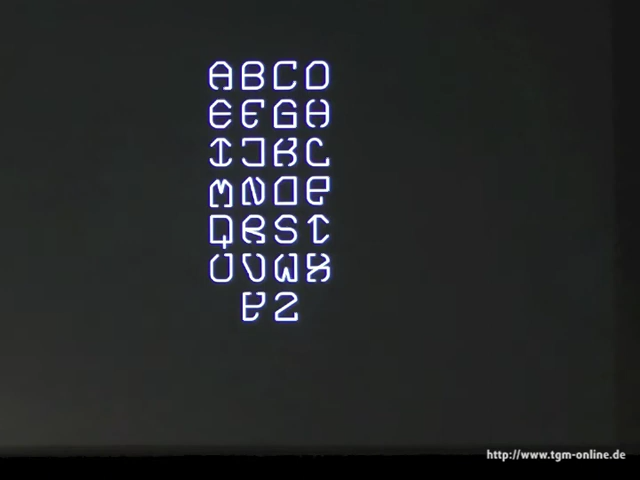 ABCD
EFGH
IJKL
MNOP
QRST
UVWX
YZ
http://www.tgm-online.de